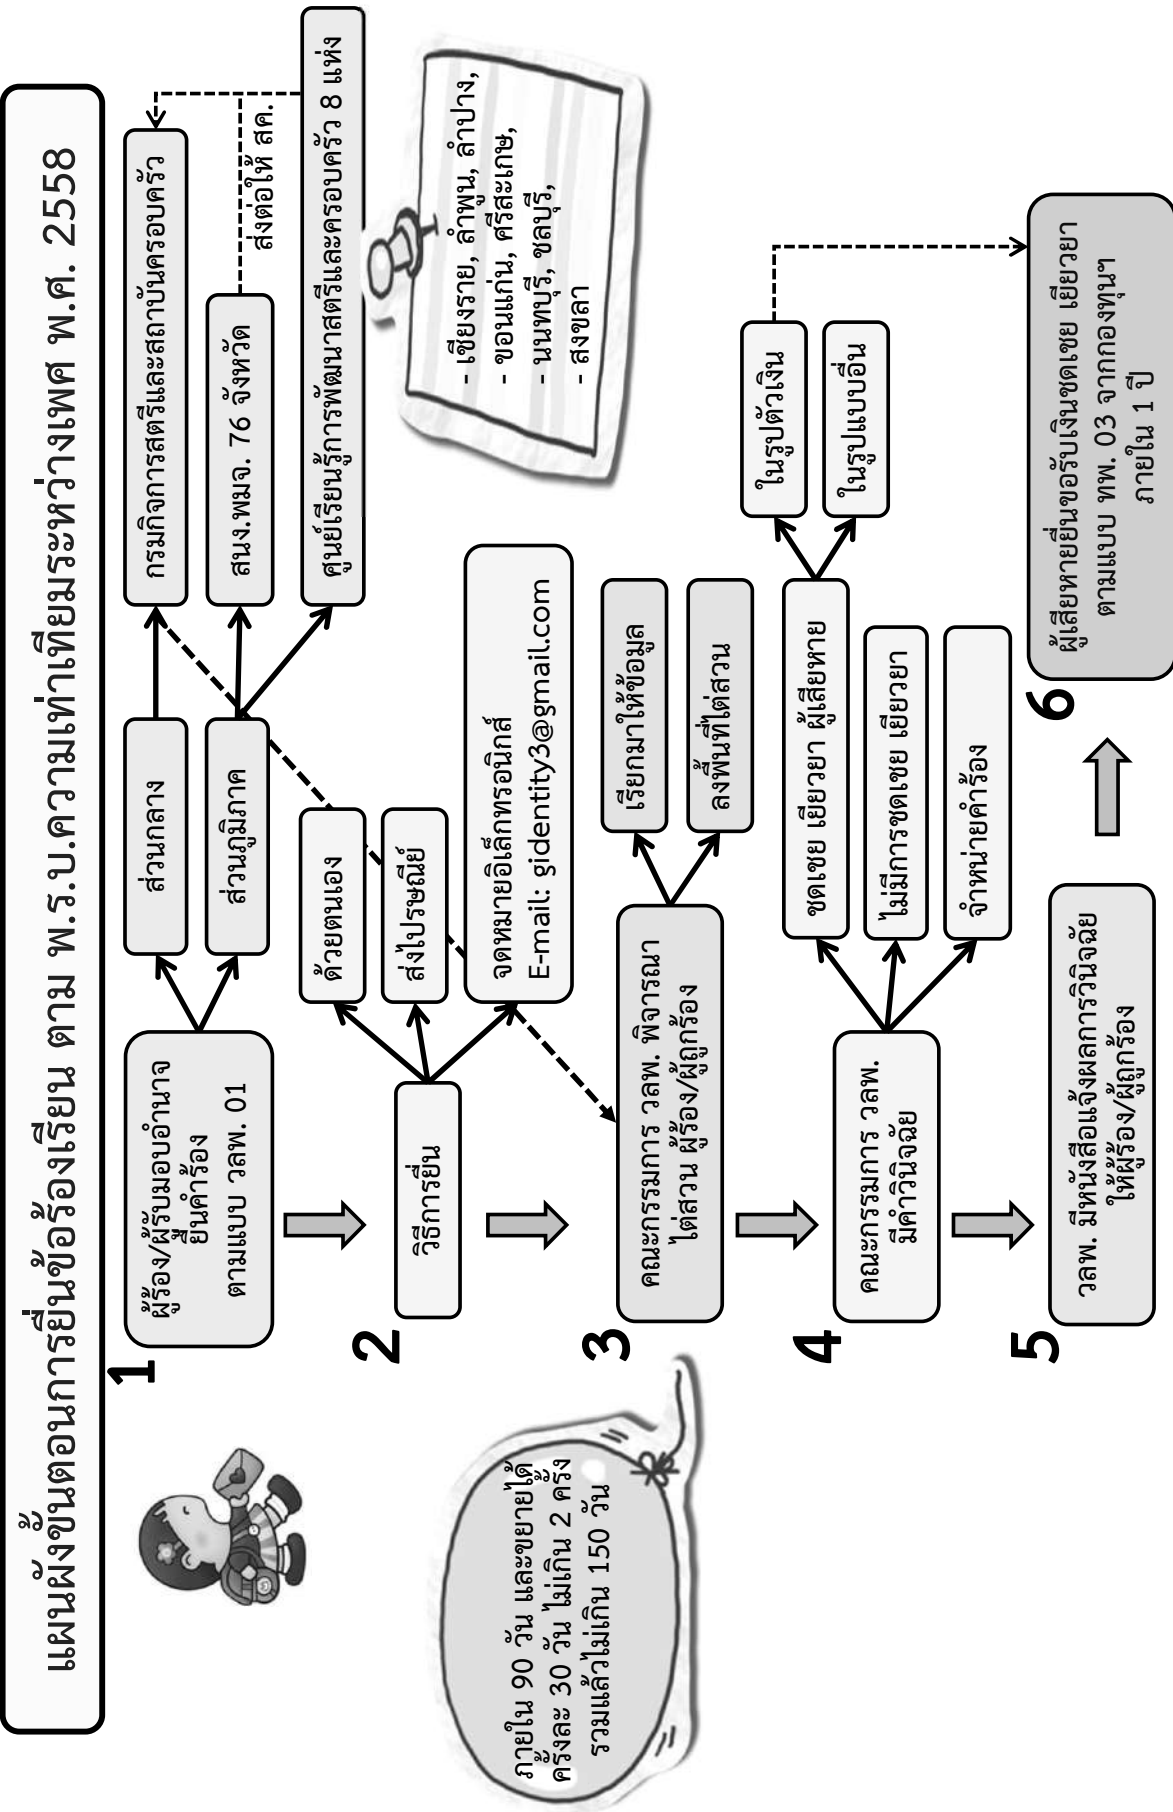 แผนผังขั้นตอนการยื่นข้อร้องเรียน ตาม พ.ร.บ.ความเท่าเทียมระหว่างเพศ พ.ศ. 2558
1
ผู้ร้อง/ผู้รับมอบอำนาจ
ยื่นคำร้อง
ตามแบบ วลพ. 01
ส่วนกลาง
ส่วนภูมิภาค
กรมกิจการสตรีและสถาบันครอบครัว
สนง.พมจ. 76 จังหวัด
ส่งต่อให้ สค.
ศูนย์เรียนรู้การพัฒนาสตรีและครอบครัว 8 แห่ง
- เชียงราย, ลำพูน, ลำปาง,
- ขอนแก่น, ศรีสะเกษ,
- นนทบุรี, ชลบุรี,
- สงขลา
2
วิธีการยื่น
ด้วยตนเอง
ส่งไปรษณีย์
จดหมายอิเล็กทรอนิกส์
E-mail: gidentity3@gmail.com
ภายใน 90 วัน และขยายได้
ครั้งละ 30 วัน ไม่เกิน 2 ครั้ง
รวมแล้วไม่เกิน 150 วัน
3
คณะกรรมการ วลพ. พิจารณา
ไต่สวน ผู้ร้อง/ผู้ถูกร้อง
เรียกมาให้ข้อมูล
ลงพื้นที่ไต่สวน
4
คณะกรรมการ วลพ.
มีคำวินิจฉัย
ชดเชย เยียวยา ผู้เสียหาย
ไม่มีการชดเชย เยียวยา
จำหน่ายคำร้อง
ในรูปตัวเงิน
ในรูปแบบอื่น
5
วลพ. มีหนังสือแจ้งผลการวินิจฉัย
ให้ผู้ร้อง/ผู้ถูกร้อง
6
ผู้เสียหายยื่นขอรับเงินชดเชย เยียวยา
ตามแบบ ทพ. 03 จากกองทุนฯ
ภายใน 1 ปี